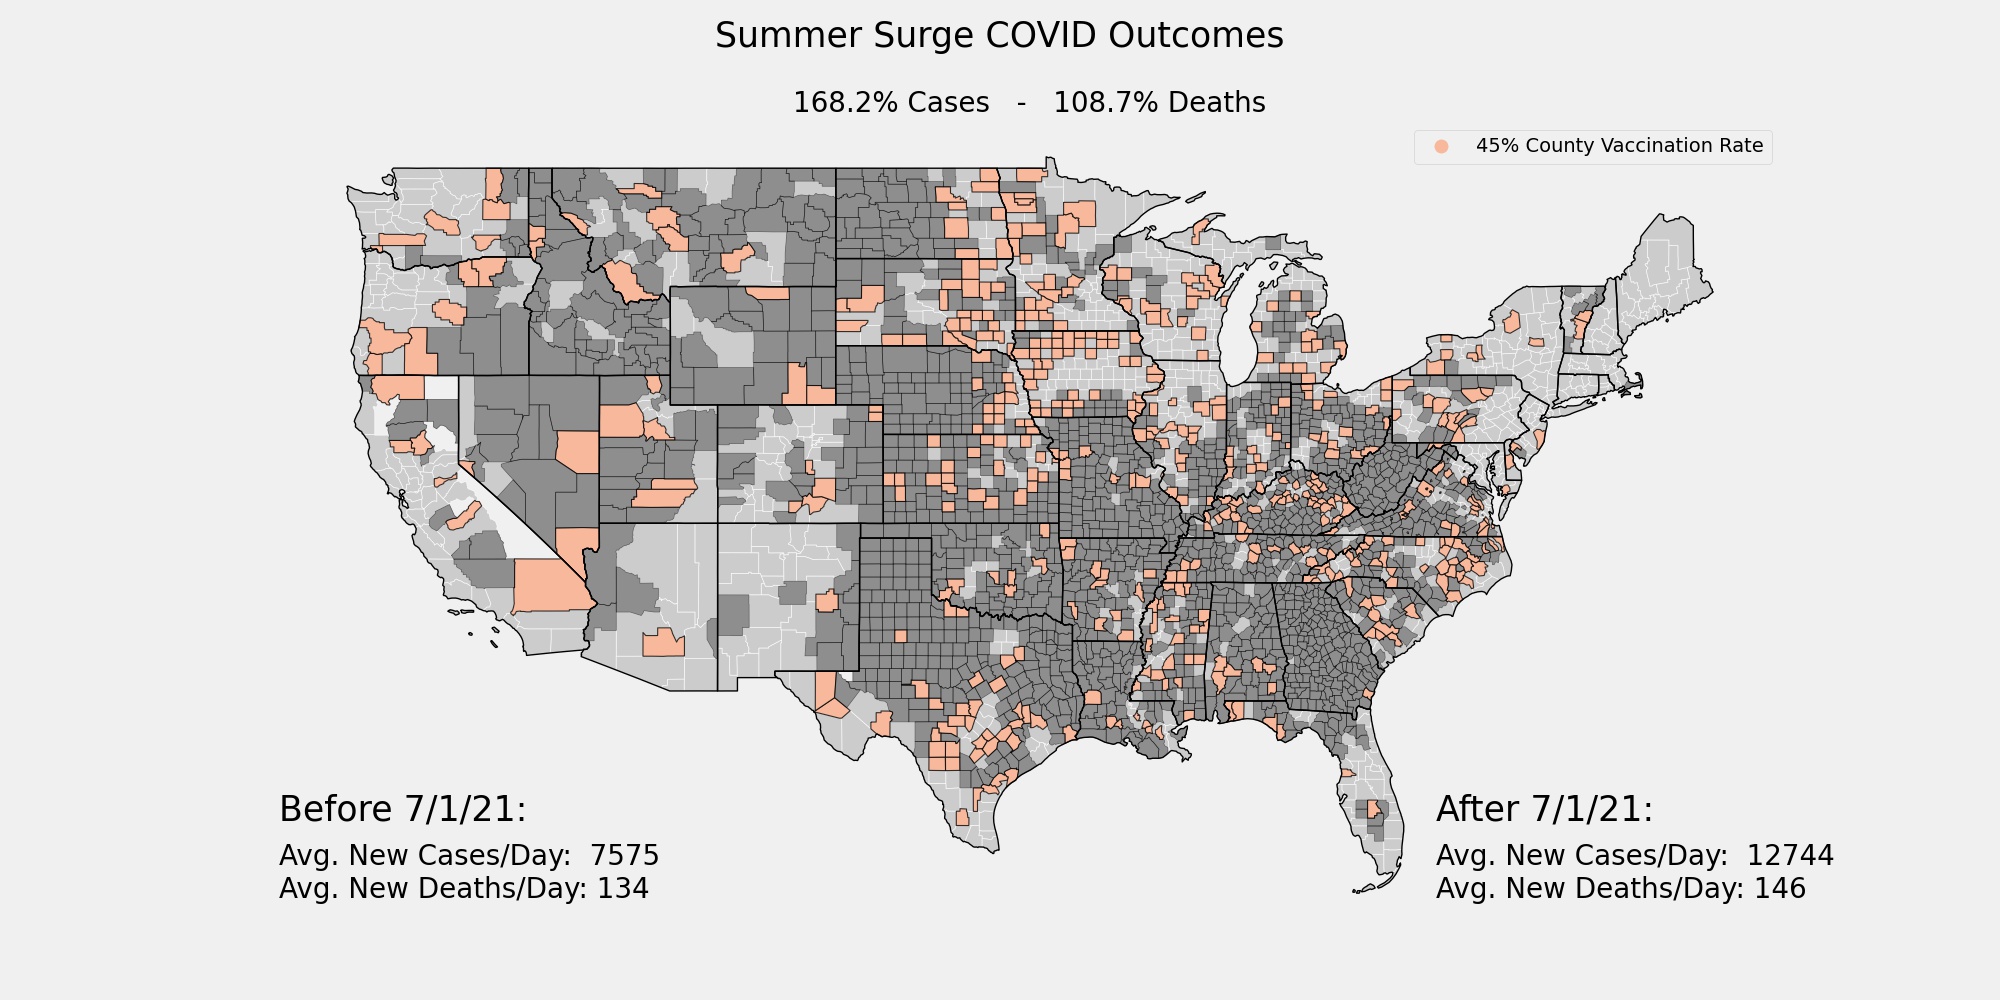 Summer Surge COVID Outcomes
168.2% Cases - 108.7% Deaths
45% County Vaccination Rate
Before 7/1/21:
Avg. New Cases/Day: 7575
Avg. New Deaths/Day: 134
After 7/1/21:
Avg. New Cases/Day: 12744
Avg. New Deaths/Day: 146